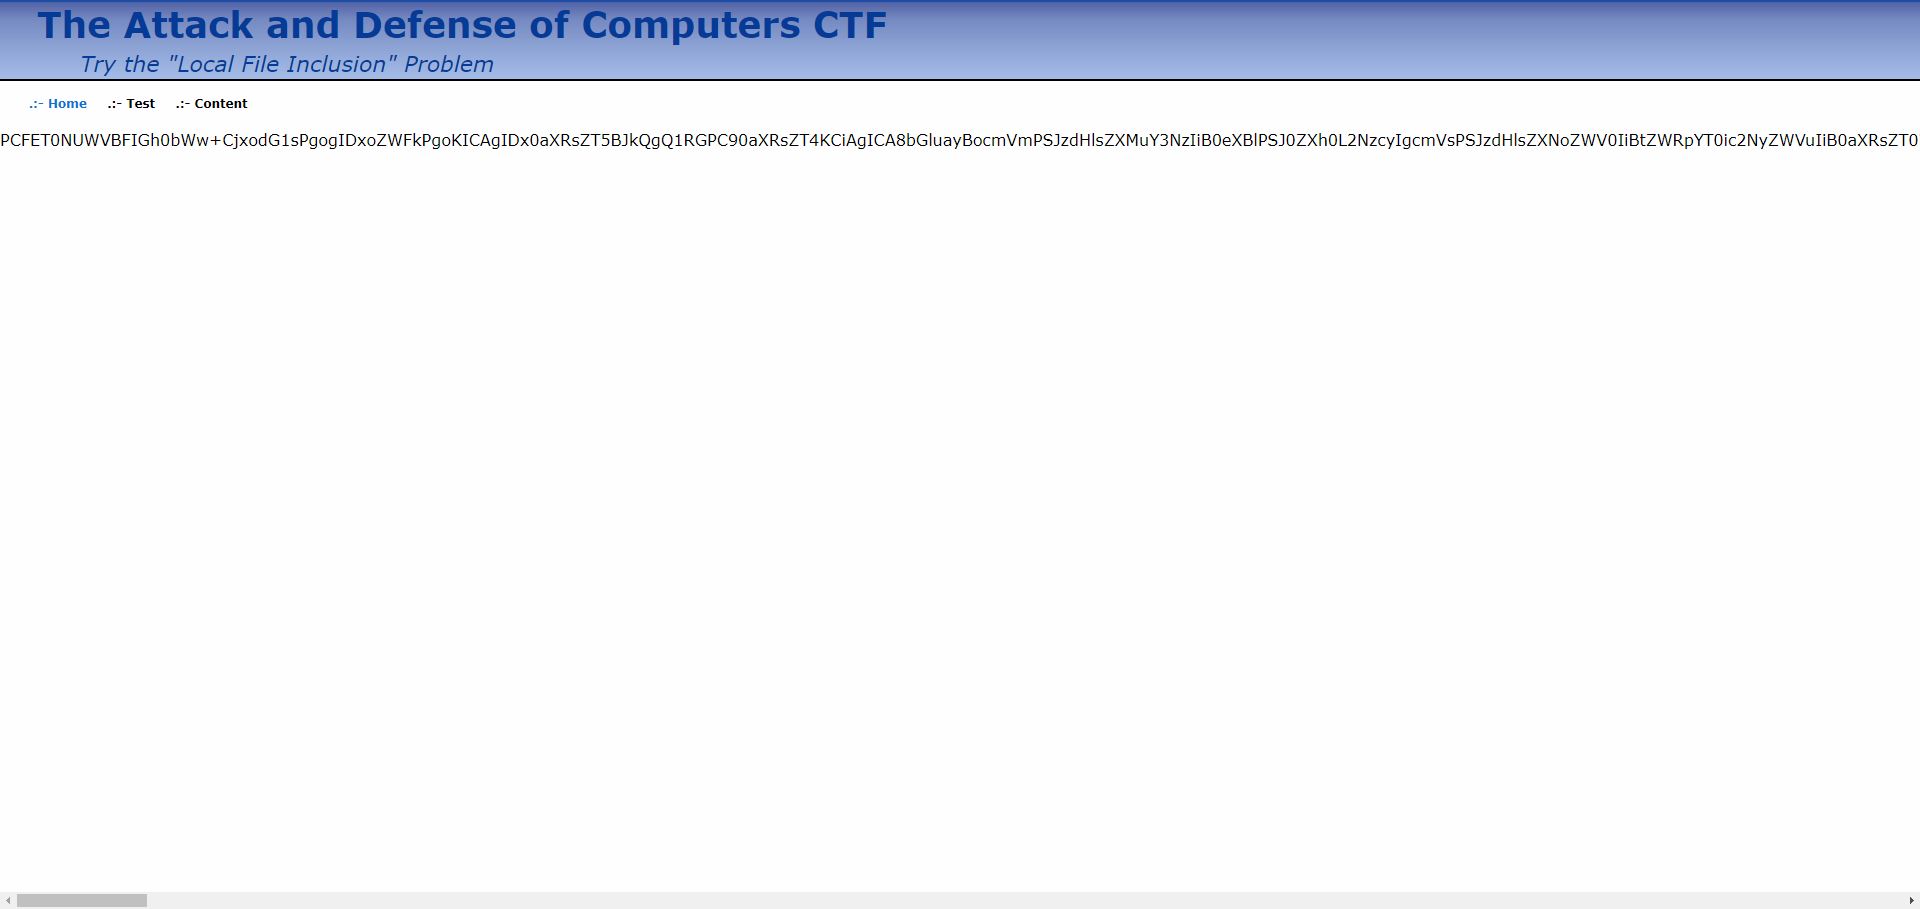 The Attack and Defense of Computers CTF
Try the "Local File Inclusion" Problem
.:- Home .:- Test .:- Content
PCFET0NUWVBFIGh0bWw+CjxodG1sPgogIDxoZWFkPgoKICAgIDx0aXRsZT5BJkQgQ1RGPC90aXRsZT4KCiAgICA8bGluayBocmVmPSJzdHlsZXMuY3NzIiB0eXBlPSJ0ZXh0L2NzcyIgcmVsPSJzdHlsZXNoZWV0IiBtZWRpYT0ic2NyZWVuIiB0aXRsZT0